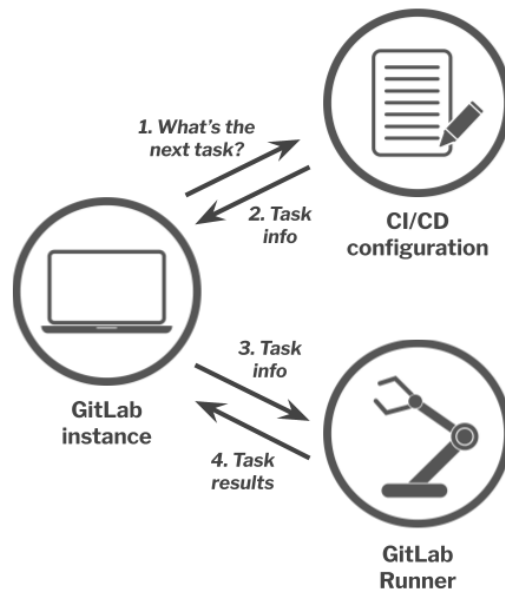 1. What's the
next task?
2. Task
info
CI/CD
configuration
3. Task
info
GitLab
instance
4. Task
results
GitLab
Runner